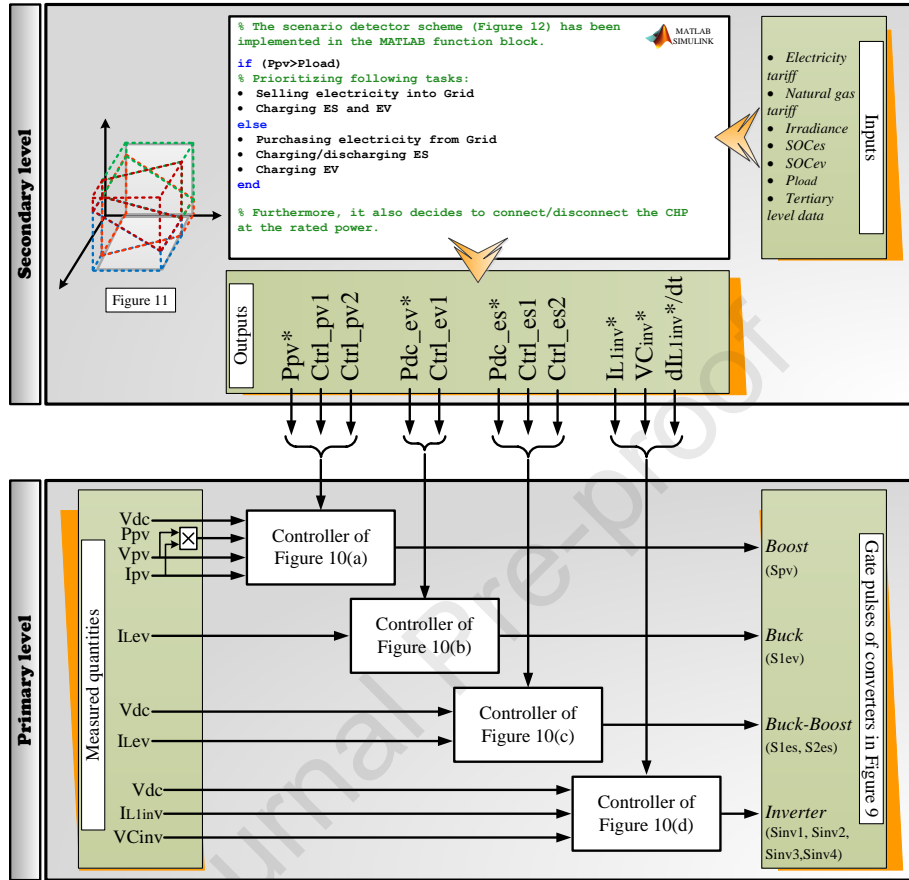 Secondary level
% The scenario detector scheme (Figure 12) has been
implemented in the MATLAB function block.
MATLAB
SIMULINK
if (Ppv>Pload)
% Prioritizing following tasks:
• Selling electricity into Grid
• Charging ES and EV
else
• Purchasing electricity from Grid
• Charging/discharging ES
• Charging EV
end
% Furthermore, it also decides to connect/disconnect the CHP
at the rated power.
• Electricity
tariff
• Natural gas
tariff
• Irradiance
• SOCes
• SOCev
• Pload
• Tertiary
level data
Inputs
Figure 11
Outputs
Ppv*
Ctrl_pv1
Ctrl_pv2
Pdc_ev*
Ctrl_ev1
Pdc_es*
Ctrl_es1
Ctrl_es2
IL1inv*
VCinv*
dIL1inv*/dt
Primary level
Measured quantities
Vdc
Ppv
Vpv
Ipv
×
Controller of
Figure 10(a)
Boost
(Spv)
ILev
Controller of
Figure 10(b)
Buck
(S1ev)
Vdc
ILev
Controller of
Figure 10(c)
Buck-Boost
(S1es, S2es)
Vdc
IL1inv
VCinv
Controller of
Figure 10(d)
Inverter
(Sinv1, Sinv2,
Sinv3,Sinv4)
Gate pulses of converters in Figure 9
urnal Pre-proof